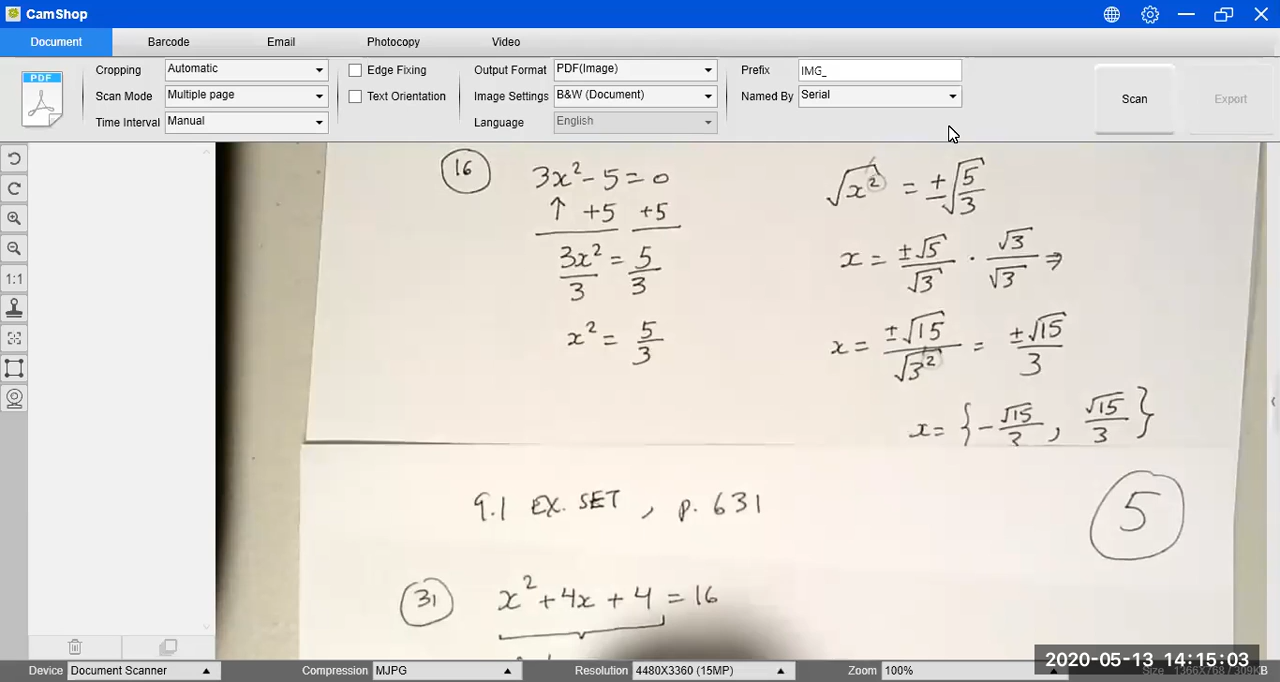 CamShop
Document Barcode Email Photocopy Video
PDF
Cropping Automatic
Scan Mode Multiple page
Time Interval Manual
Edge Fixing
Text Orientation
Output Format PDF(Image)
Image Settings B&W (Document)
Language English
Prefix IMG_
Named By Serial
Scan
Export
1:1
16
3x² - 5 = 0
↑ +5 +5
3x²/3 = 5/3
x² = 5/3
√x² = ±√5/3
x = ±√5/√3 · √3/√3 ⇒
x = ±√15/√3² = ±√15/3
x = {-√15/3, √15/3}
9.1 EX. SET, p. 631
5
31 x² + 4x + 4 = 16
2020-05-13 14:15:03
Device Document Scanner Compression MJPG Resolution 4480X3360 (15MP) Zoom 100%